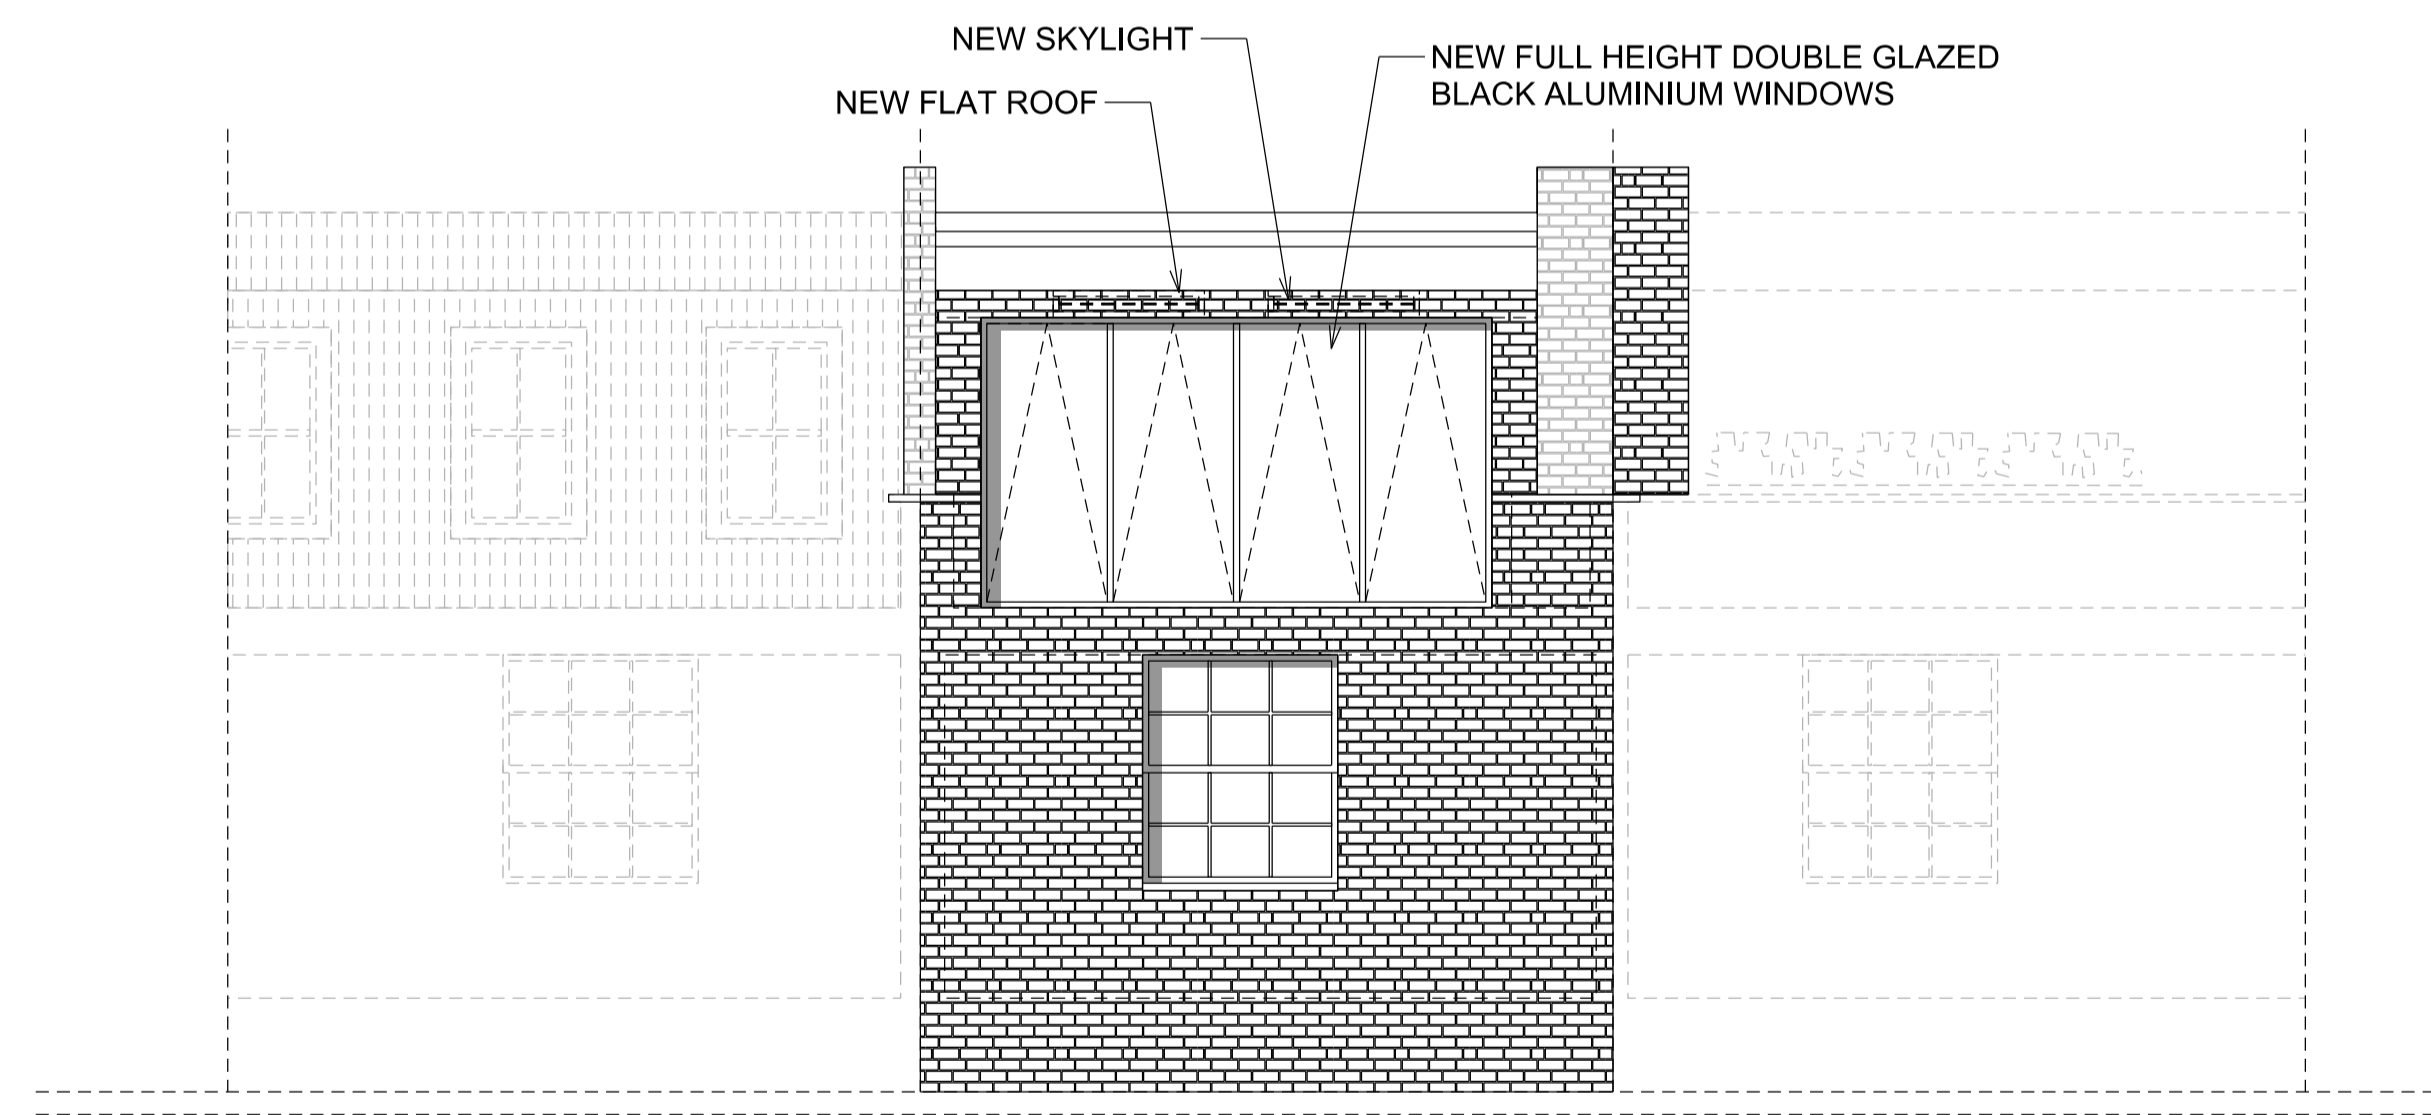 NEW SKYLIGHT
NEW FULL HEIGHT DOUBLE GLAZED
BLACK ALUMINIUM WINDOWS
NEW FLAT ROOF